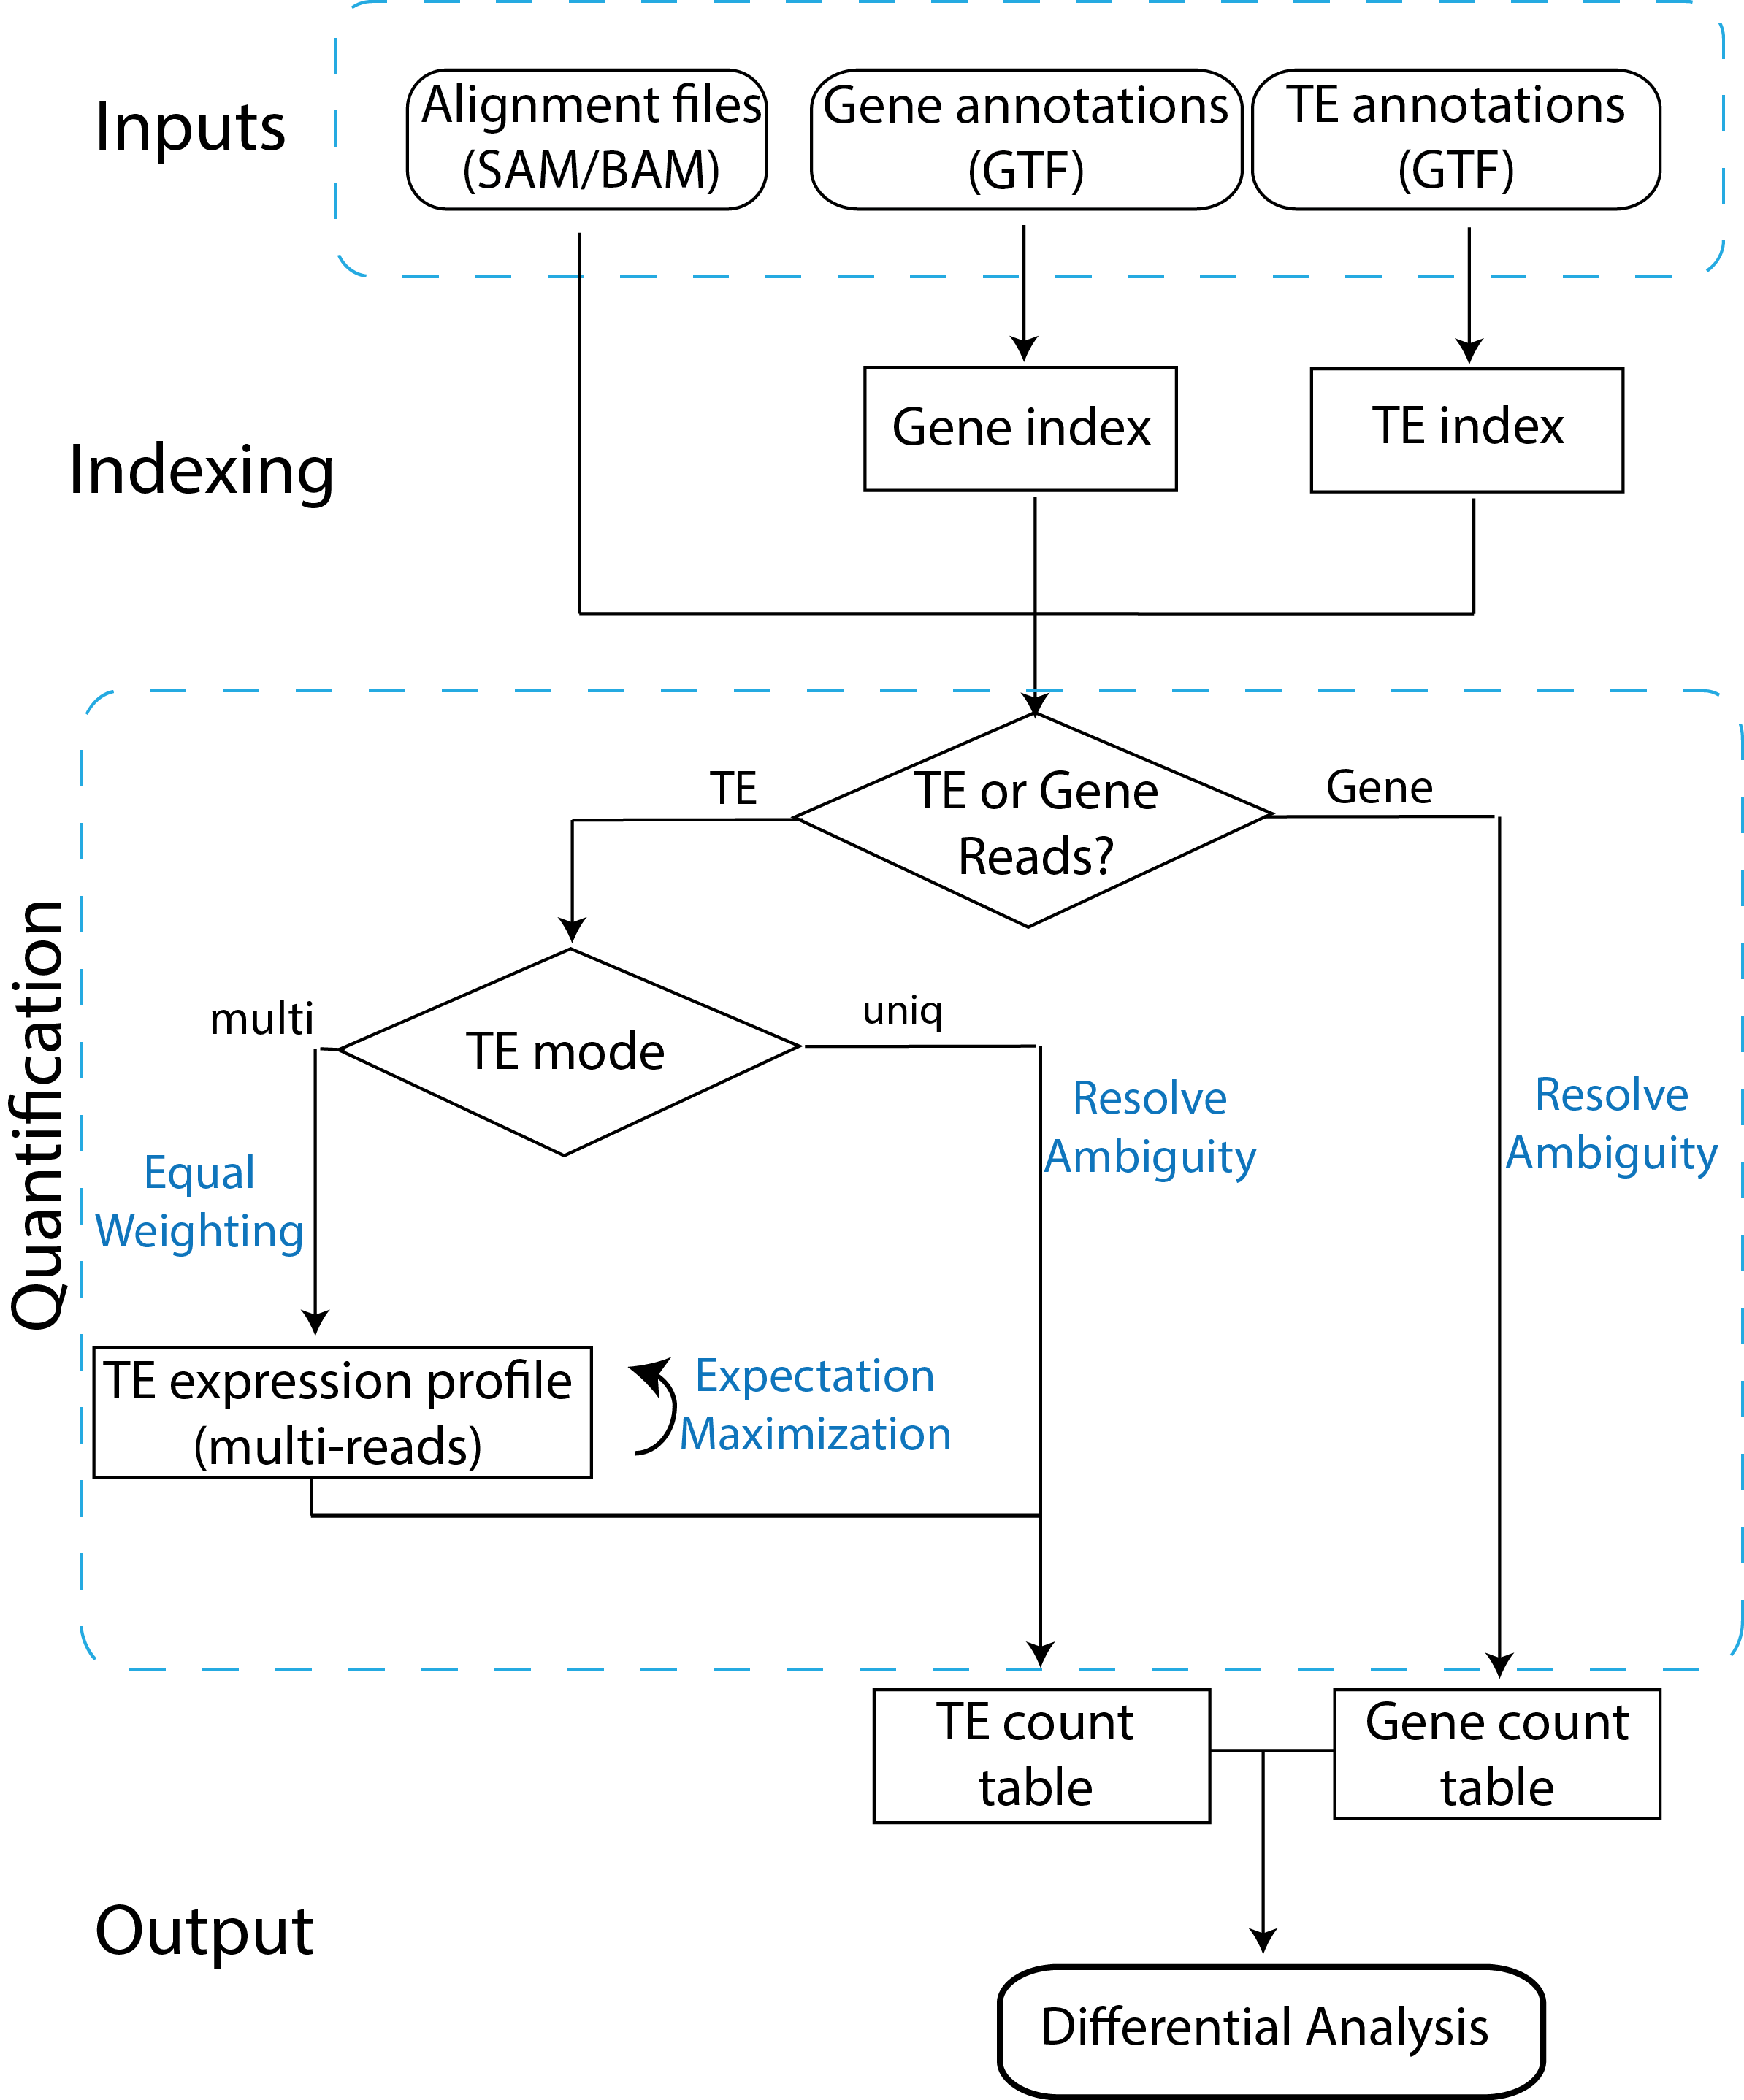 Inputs
Alignment files
(SAM/BAM)
Gene annotations
(GTF)
TE annotations
(GTF)
Indexing
Gene index
TE index
Quantification
TE or Gene
Reads?
TE
Gene
TE mode
multi
uniq
Equal
Weighting
Resolve
Ambiguity
Resolve
Ambiguity
TE expression profile
(multi-reads)
Expectation
Maximization
TE count
table
Gene count
table
Output
Differential Analysis